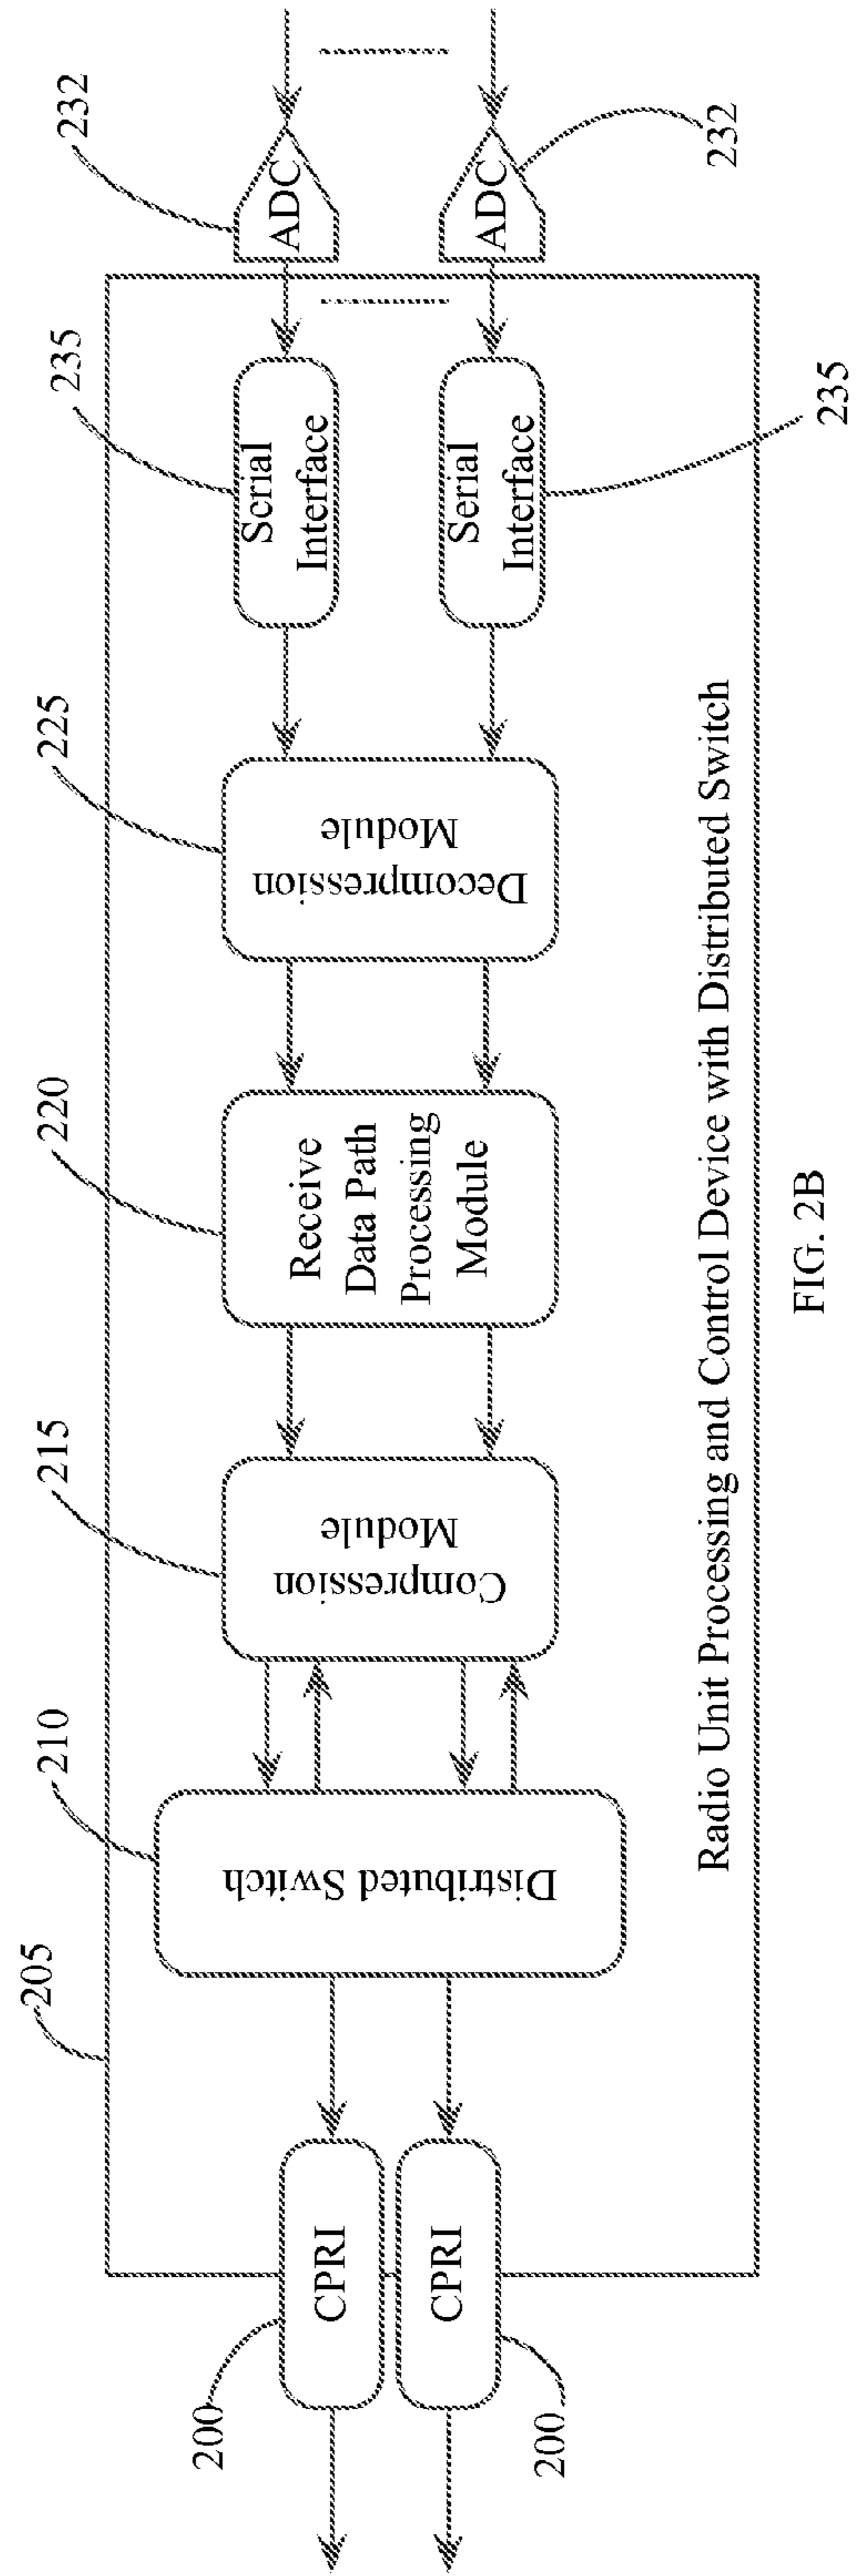 205
210
215
220
225
235
232
200
CPRI
CPRI
200
Distributed Switch
Compression
Module
Receive
Data Path
Processing
Module
Decompression
Module
Serial
Interface
Serial
Interface
235
ADC
ADC
232
Radio Unit Processing and Control Device with Distributed Switch
FIG. 2B